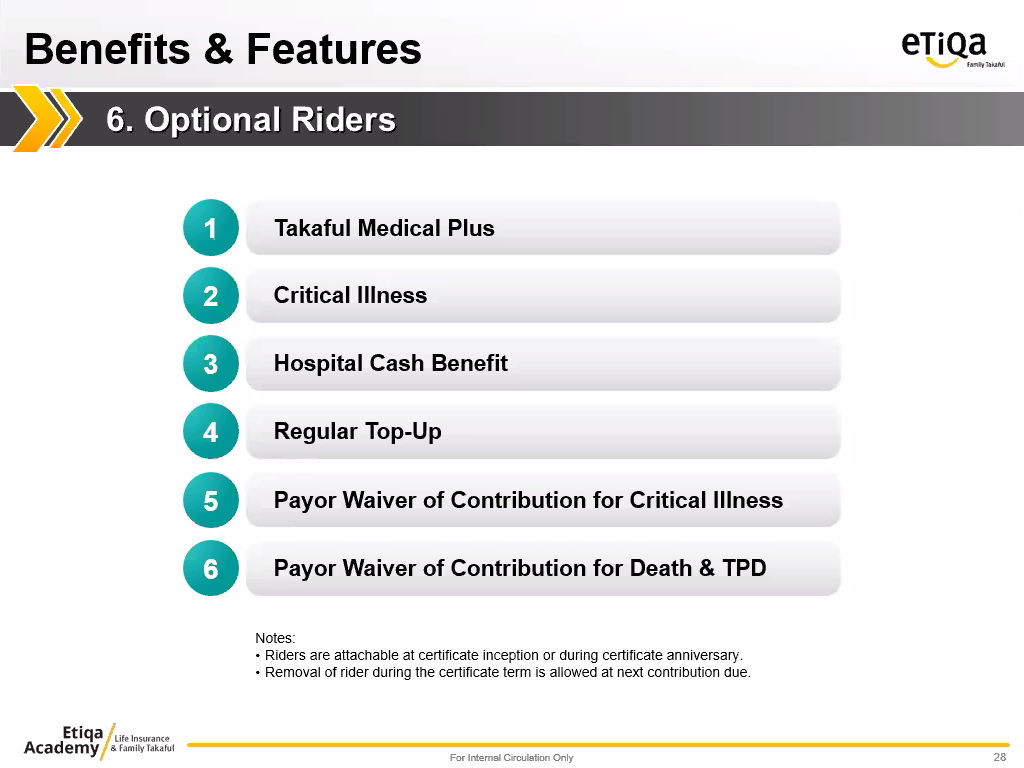 Benefits & Features
eTiQa
Family Takaful
6. Optional Riders
1 Takaful Medical Plus
2 Critical Illness
3 Hospital Cash Benefit
4 Regular Top-Up
5 Payor Waiver of Contribution for Critical Illness
6 Payor Waiver of Contribution for Death & TPD
Notes:
• Riders are attachable at certificate inception or during certificate anniversary.
• Removal of rider during the certificate term is allowed at next contribution due.
Etiqa
Academy
Life Insurance
& Family Takaful
For Internal Circulation Only
28